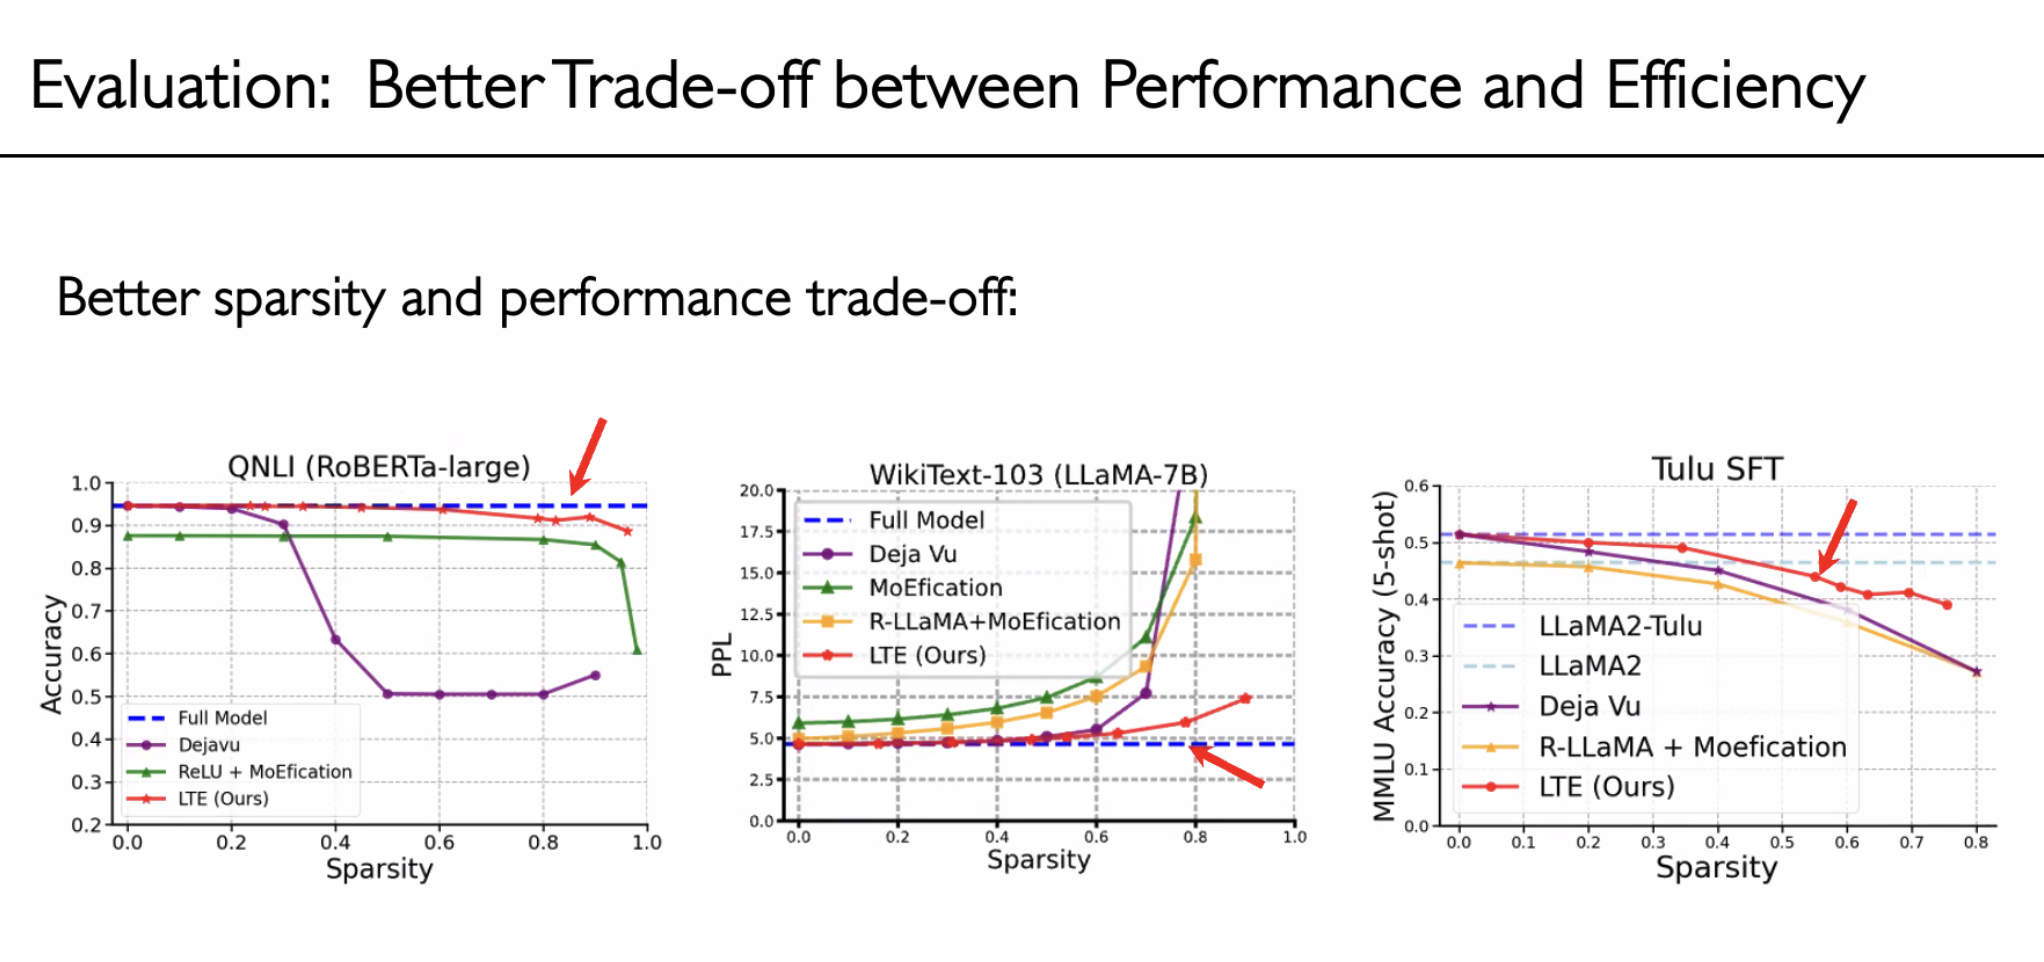 Evaluation: Better Trade-off between Performance and Efficiency
Better sparsity and performance trade-off:
QNLI (RoBERTa-large)
1.0
0.9
0.8
0.7
0.6
0.5
0.4
0.3
0.2
Accuracy
Full Model
Dejavu
ReLU + MoEfication
LTE (Ours)
0.0 0.2 0.4 0.6 0.8 1.0
Sparsity
WikiText-103 (LLaMA-7B)
20.0
17.5
15.0
12.5
10.0
7.5
5.0
2.5
0.0
PPL
Full Model
Deja Vu
MoEfication
R-LLaMA+MoEfication
LTE (Ours)
0.0 0.2 0.4 0.6 0.8 1.0
Sparsity
Tulu SFT
0.6
0.5
0.4
0.3
0.2
0.1
0.0
MMLU Accuracy (5-shot)
LLaMA2-Tulu
LLaMA2
Deja Vu
R-LLaMA + Moefication
LTE (Ours)
0.0 0.1 0.2 0.3 0.4 0.5 0.6 0.7 0.8
Sparsity